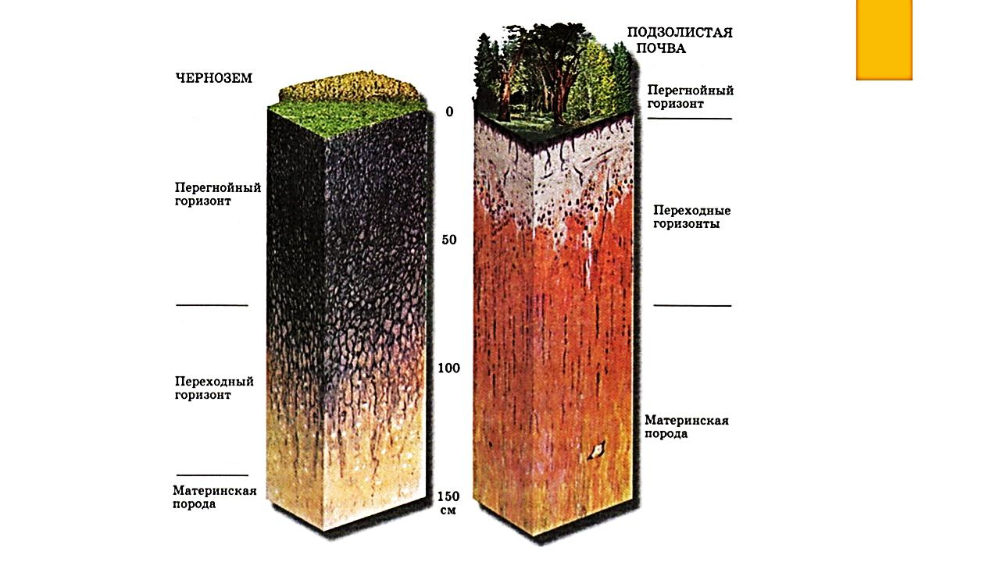 ЧЕРНОЗЕМ
Перегнойный
горизонт
Переходный
горизонт
Материнская
порода
0
50
100
150
см
ПОДЗОЛИСТАЯ
ПОЧВА
Перегнойный
горизонт
Переходные
горизонты
Материнская
порода